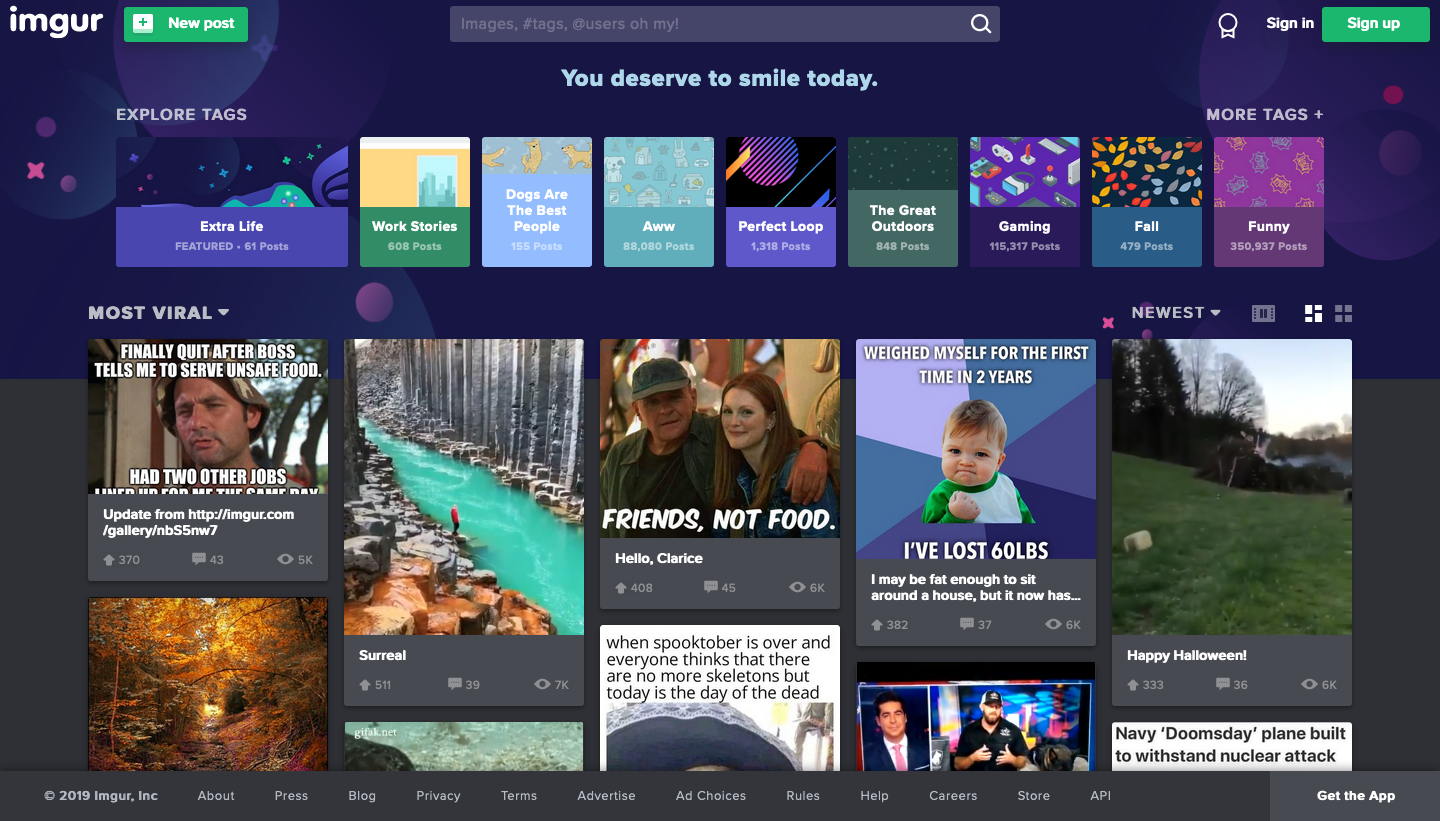 imgur
New post
Images, #tags, @users oh my!
Sign in
Sign up
You deserve to smile today.
EXPLORE TAGS
MORE TAGS +
Extra Life
FEATURED • 61 Posts
Work Stories
608 Posts
Dogs Are
The Best
People
155 Posts
Aww
88,080 Posts
Perfect Loop
1,318 Posts
The Great
Outdoors
848 Posts
Gaming
115,317 Posts
Fall
479 Posts
Funny
350,937 Posts
MOST VIRAL
NEWEST
FINALLY QUIT AFTER BOSS
TELLS ME TO SERVE UNSAFE FOOD.
HAD TWO OTHER JOBS
LINED UP FOR ME THE SAME DAY
Update from http://imgur.com
/gallery/nbS5nw7
370 43 5K
Surreal
511 39 7K
gifak.net
FRIENDS, NOT FOOD.
Hello, Clarice
408 45 6K
when spooktober is over and
everyone thinks that there
are no more skeletons but
today is the day of the dead
WEIGHED MYSELF FOR THE FIRST
TIME IN 2 YEARS
I'VE LOST 60LBS
I may be fat enough to sit
around a house, but it now has...
382 37 6K
Happy Halloween!
333 36 6K
Navy ‘Doomsday’ plane built
to withstand nuclear attack
© 2019 Imgur, Inc
About
Press
Blog
Privacy
Terms
Advertise
Ad Choices
Rules
Help
Careers
Store
API
Get the App